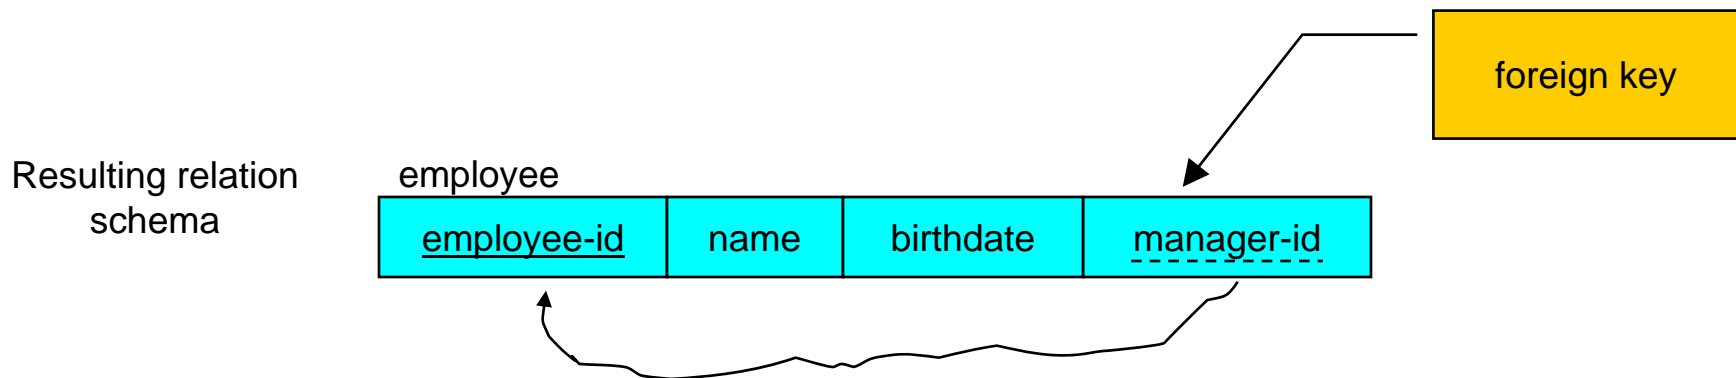 foreign key
Resulting relation
schema
employee
employee-id name birthdate manager-id